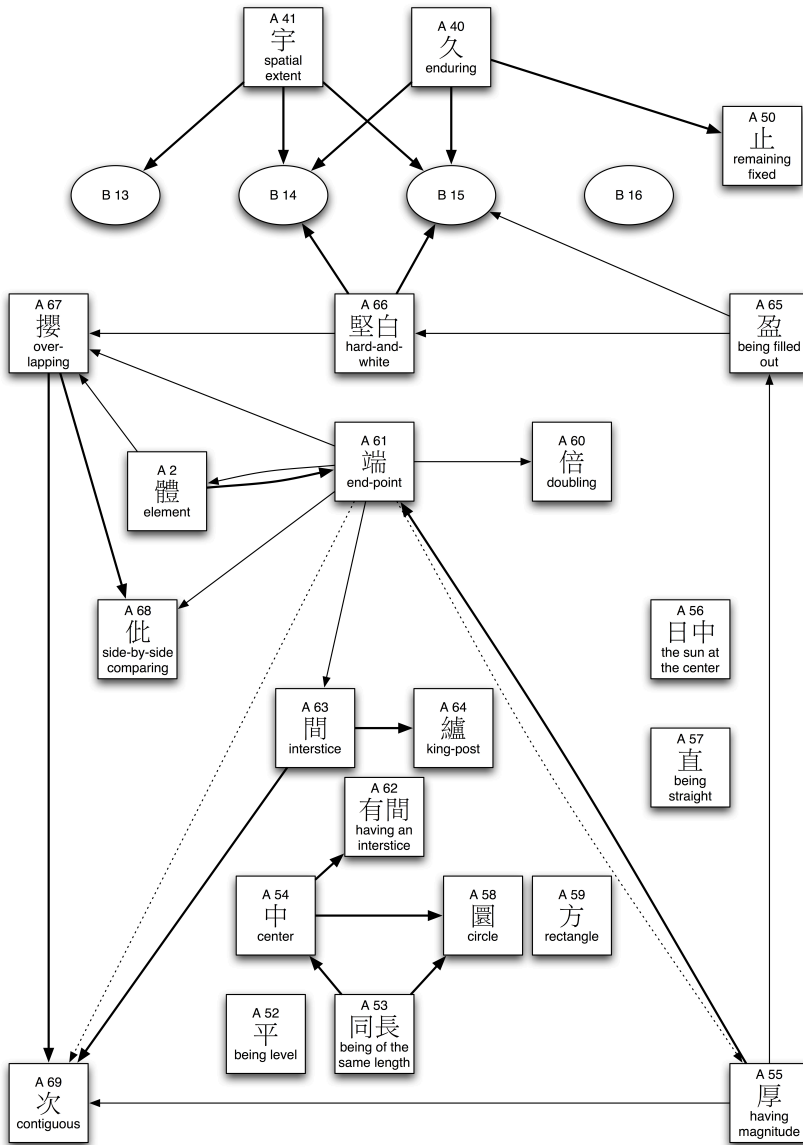 A 41
宇
spatial
extent
A 40
久
enduring
A 50
止
remaining
fixed
B 13
B 14
B 15
B 16
A 67
攖
over-
lapping
A 66
堅白
hard-and-
white
A 65
盈
being filled
out
A 2
體
element
A 61
端
end-point
A 60
倍
doubling
A 68
仳
side-by-side
comparing
A 56
日中
the sun at
the center
A 63
間
interstice
A 64
纑
king-post
A 57
直
being
straight
A 62
有間
having an
interstice
A 54
中
center
A 58
圜
circle
A 59
方
rectangle
A 52
平
being level
A 53
同長
being of the
same length
A 69
次
contiguous
A 55
厚
having
magnitude